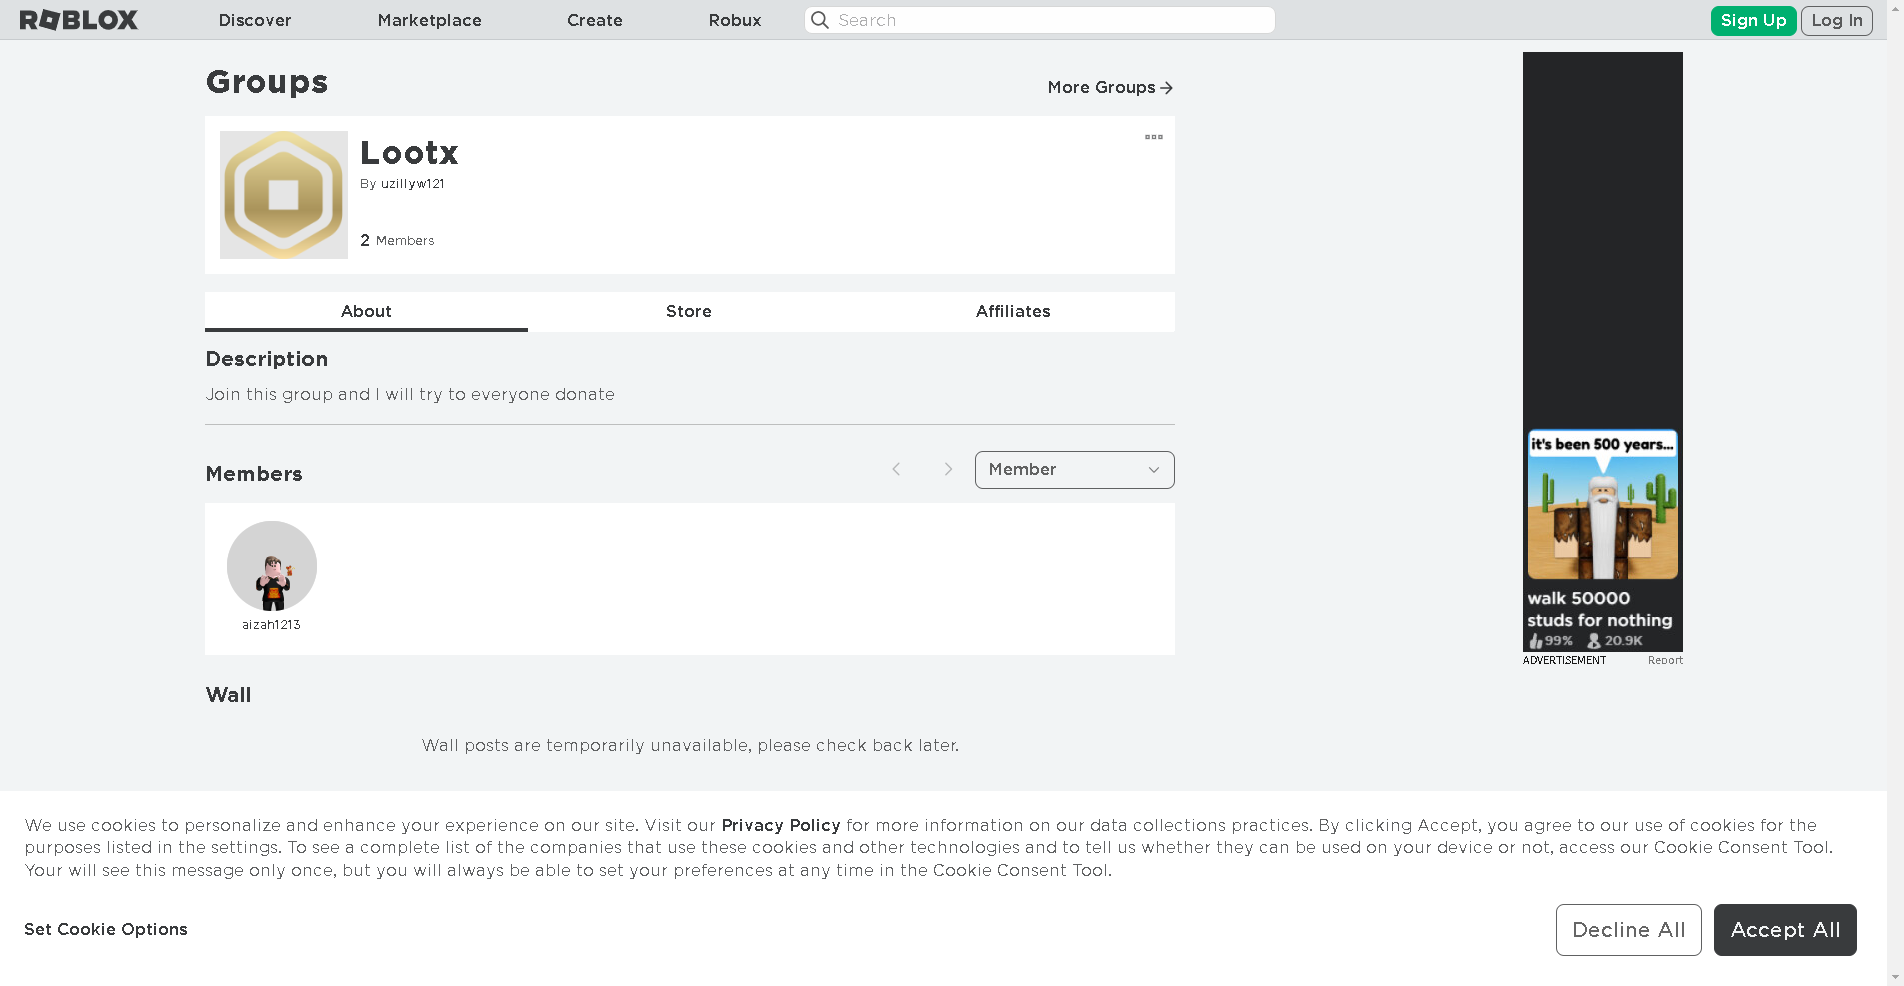 ROBLOX Discover Marketplace Create Robux Search Sign Up Log In
Groups
More Groups
Lootx
By uzillyw121
2 Members
About Store Affiliates
Description
Join this group and I will try to everyone donate
Members
Member
aizah1213
Wall
Wall posts are temporarily unavailable, please check back later.
it's been 500 years...
walk 50000
studs for nothing
99% 20.9K
ADVERTISEMENT Report
We use cookies to personalize and enhance your experience on our site. Visit our Privacy Policy for more information on our data collections practices. By clicking Accept, you agree to our use of cookies for the
purposes listed in the settings. To see a complete list of the companies that use these cookies and other technologies and to tell us whether they can be used on your device or not, access our Cookie Consent Tool.
Your will see this message only once, but you will always be able to set your preferences at any time in the Cookie Consent Tool.
Set Cookie Options
Decline All
Accept All